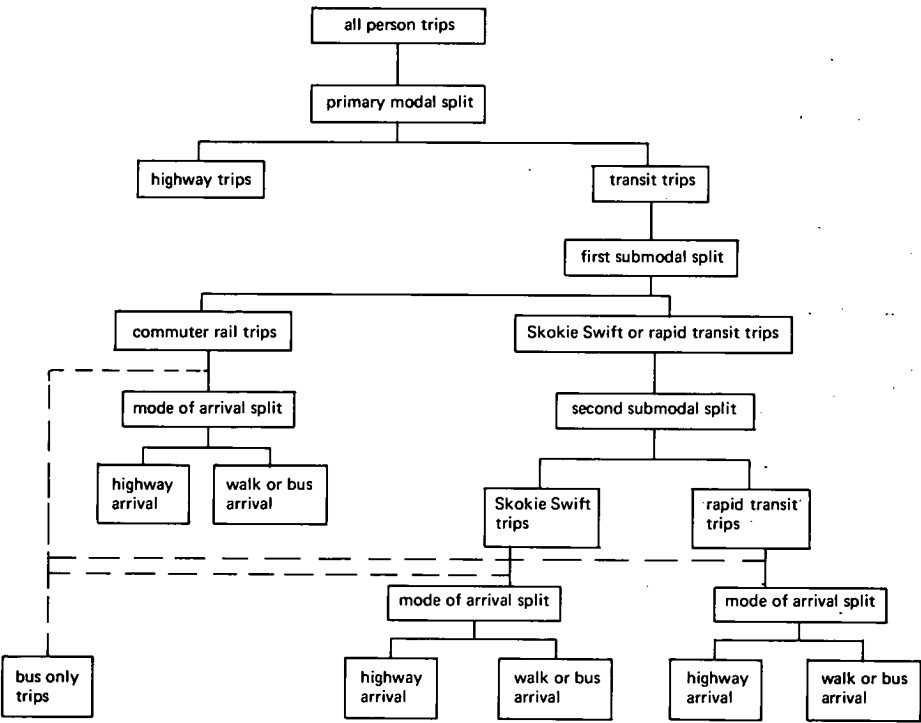 all person trips
primary modal split
highway trips
transit trips
first submodal split
commuter rail trips
Skokie Swift or rapid transit trips
mode of arrival split
second submodal split
highway
arrival
walk or bus
arrival
Skokie Swift
trips
rapid transit
trips
mode of arrival split
mode of arrival split
bus only
trips
highway
arrival
walk or bus
arrival
highway
arrival
walk or bus
arrival